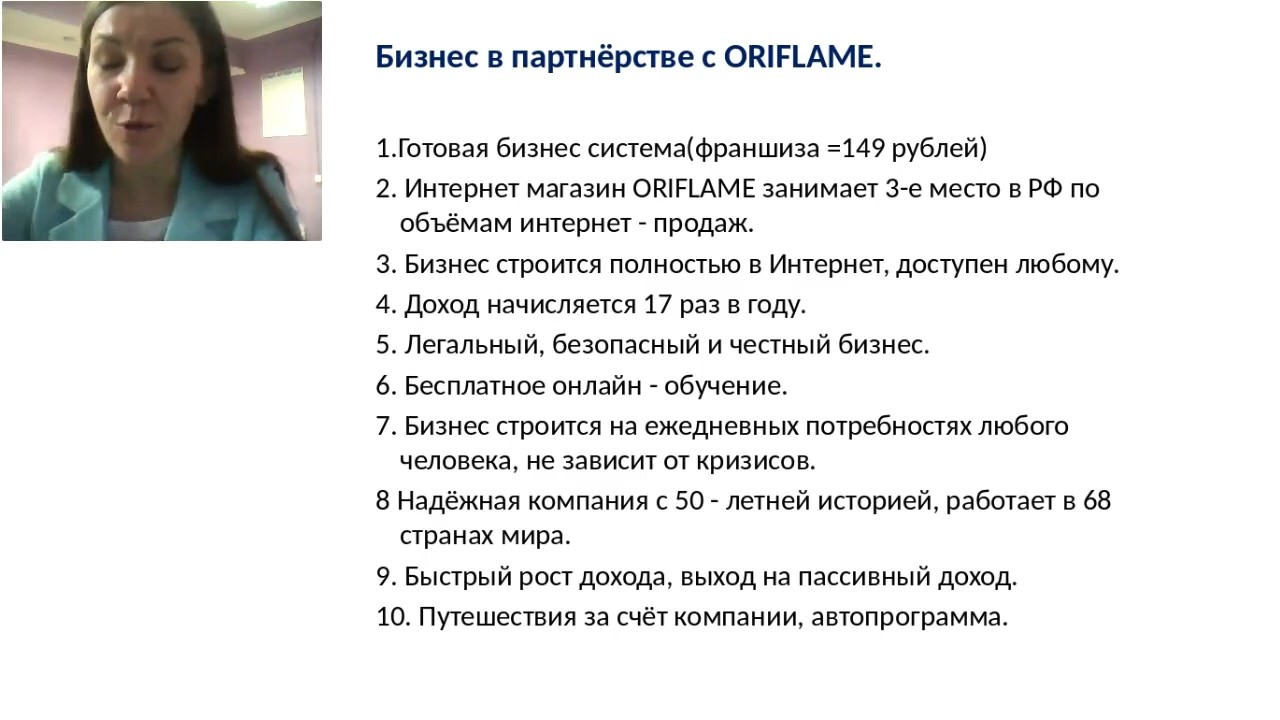 Бизнес в партнёрстве с ORIFLAME.
1.Готовая бизнес система(франшиза =149 рублей)
2. Интернет магазин ORIFLAME занимает 3-е место в РФ по
объёмам интернет - продаж.
3. Бизнес строится полностью в Интернет, доступен любому.
4. Доход начисляется 17 раз в году.
5. Легальный, безопасный и честный бизнес.
6. Бесплатное онлайн - обучение.
7. Бизнес строится на ежедневных потребностях любого
человека, не зависит от кризисов.
8 Надёжная компания с 50 - летней историей, работает в 68
странах мира.
9. Быстрый рост дохода, выход на пассивный доход.
10. Путешествия за счёт компании, автопрограмма.